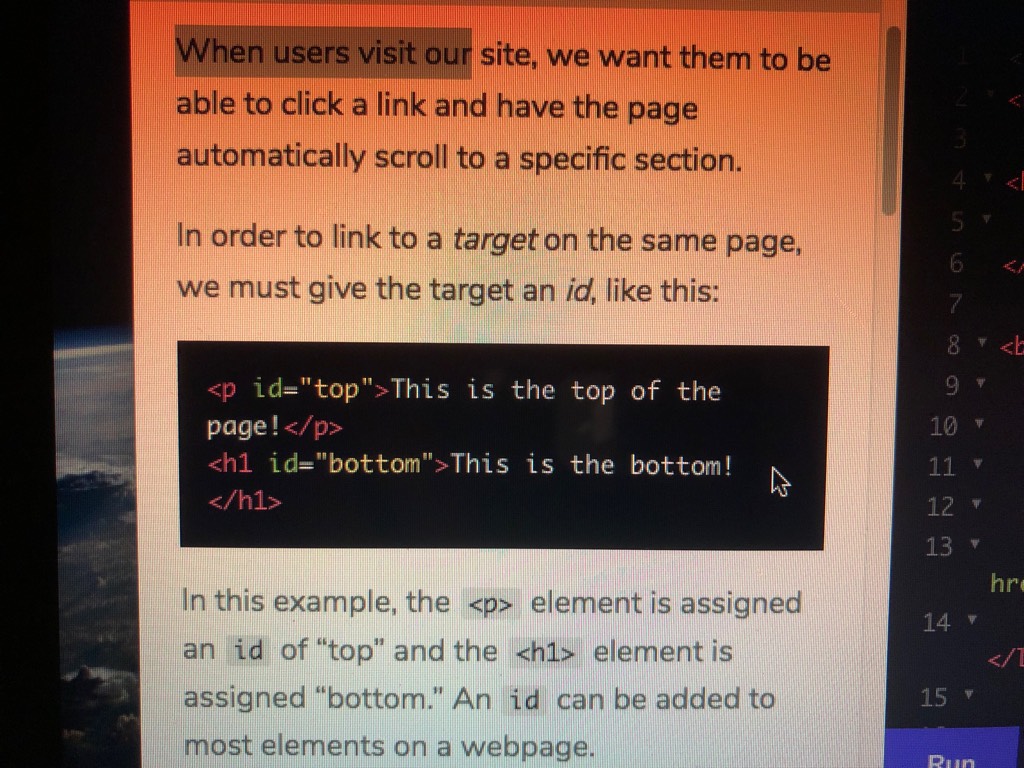 When users visit our site, we want them to be
able to click a link and have the page
automatically scroll to a specific section.
In order to link to a target on the same page,
we must give the target an id, like this:
<p id="top">This is the top of the
page!</p>
<h1 id="bottom">This is the bottom!
</h1>
In this example, the <p> element is assigned
an id of “top” and the <h1> element is
assigned “bottom.” An id can be added to
most elements on a webpage.
1
2 <
3
4 <
5
6 </
7
8 <b
9
10
11
12
13
hre
14
</
15
Run